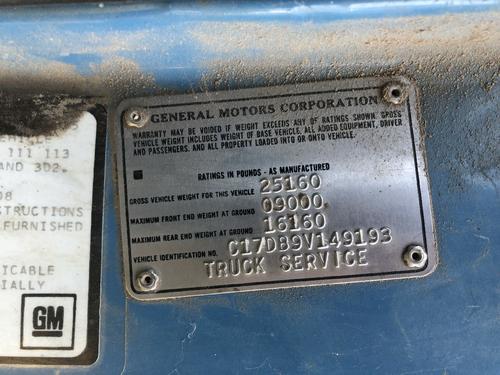 GENERAL MOTORS CORPORATION
WARRANTY MAY BE VOIDED IF WEIGHT EXCEEDS ANY OF RATINGS SHOWN. GROSS
VEHICLE WEIGHT INCLUDES WEIGHT OF BASE VEHICLE, ALL ADDED EQUIPMENT, DRIVER
AND PASSENGERS, AND ALL PROPERTY LOADED INTO OR ONTO VEHICLE.
RATINGS IN POUNDS - AS MANUFACTURED
GROSS VEHICLE WEIGHT FOR THIS VEHICLE 25160
MAXIMUM FRONT END WEIGHT AT GROUND 09000
MAXIMUM REAR END WEIGHT AT GROUND 16160
VEHICLE IDENTIFICATION NO. C17DB9V149193
TRUCK SERVICE
111 113
AND 3D2.
08
STRUCTIONS
FURNISHED
ICABLE
IALLY
GM